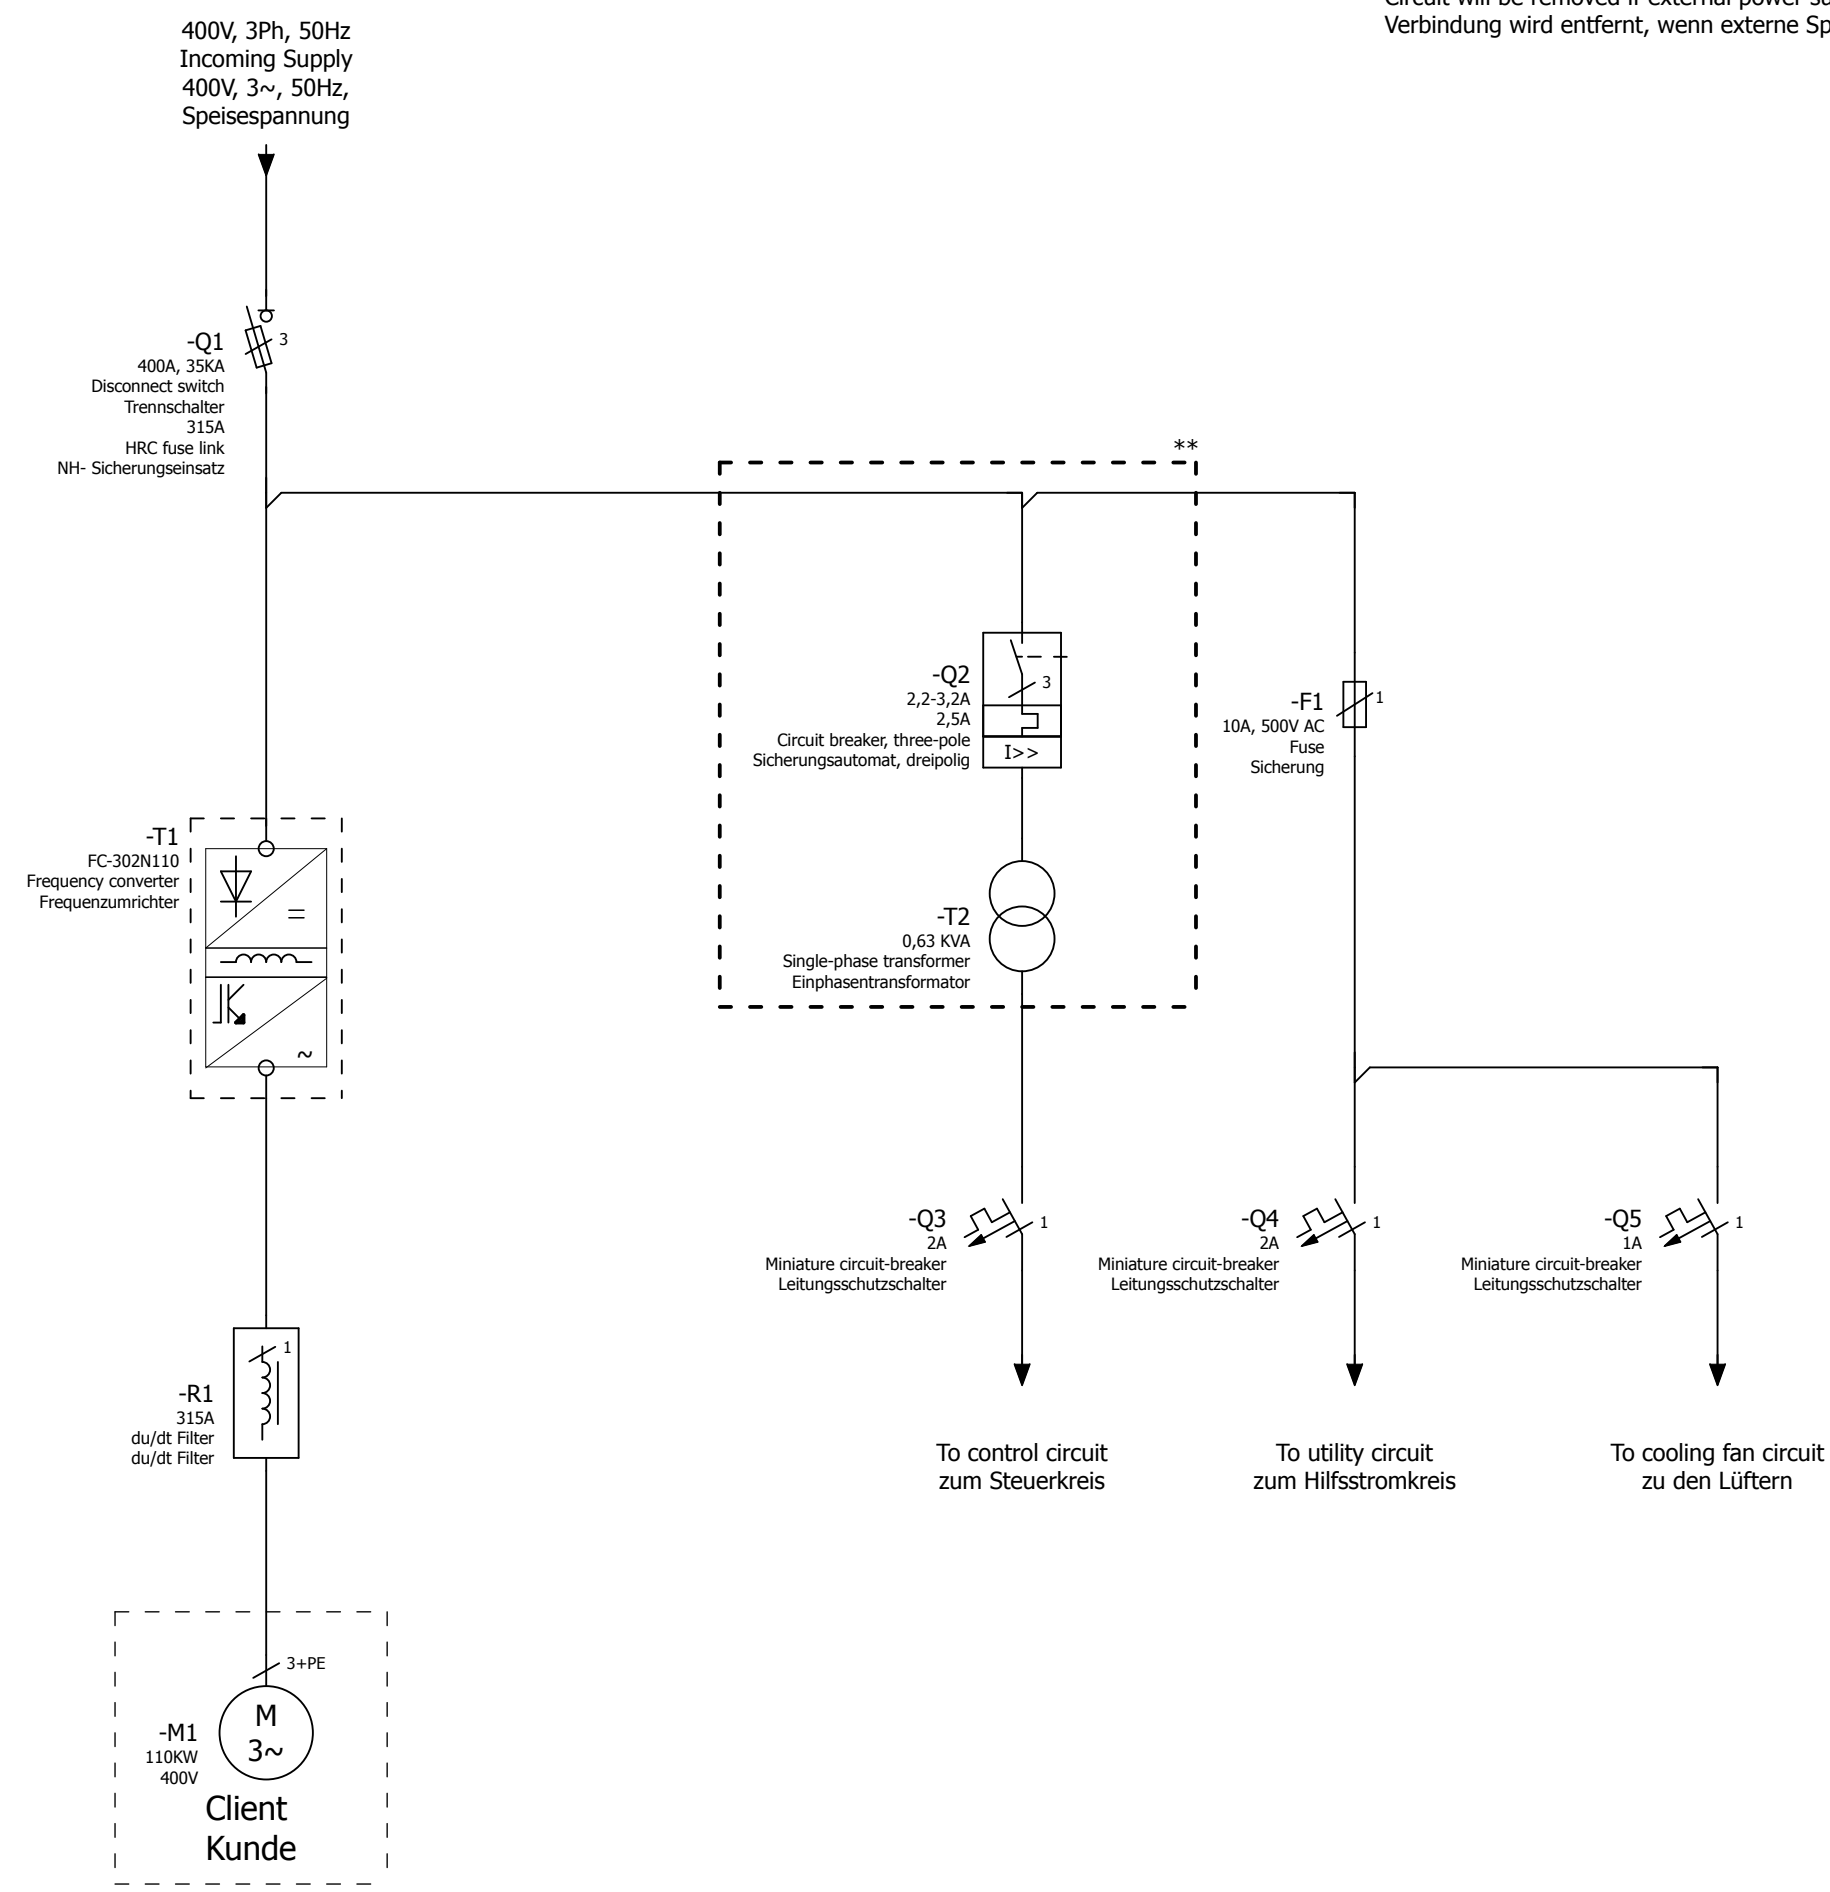 Circuit will be removed if external power su
Verbindung wird entfernt, wenn externe Sp
400V, 3Ph, 50Hz
Incoming Supply
400V, 3~, 50Hz,
Speisespannung
-Q1
400A, 35KA
Disconnect switch
Trennschalter
315A
HRC fuse link
NH- Sicherungseinsatz
3
**
-Q2
2,2-3,2A
2,5A
Circuit breaker, three-pole
Sicherungsautomat, dreipolig
3
I>>
-F1
10A, 500V AC
Fuse
Sicherung
1
-T1
FC-302N110
Frequency converter
Frequenzumrichter
=
~
-T2
0,63 KVA
Single-phase transformer
Einphasentransformator
-Q3
2A
Miniature circuit-breaker
Leitungsschutzschalter
1
-Q4
2A
Miniature circuit-breaker
Leitungsschutzschalter
1
-Q5
1A
Miniature circuit-breaker
Leitungsschutzschalter
1
-R1
315A
du/dt Filter
du/dt Filter
1
To control circuit
zum Steuerkreis
To utility circuit
zum Hilfsstromkreis
To cooling fan circuit
zu den Lüftern
3+PE
-M1
110KW
400V
M
3~
Client
Kunde